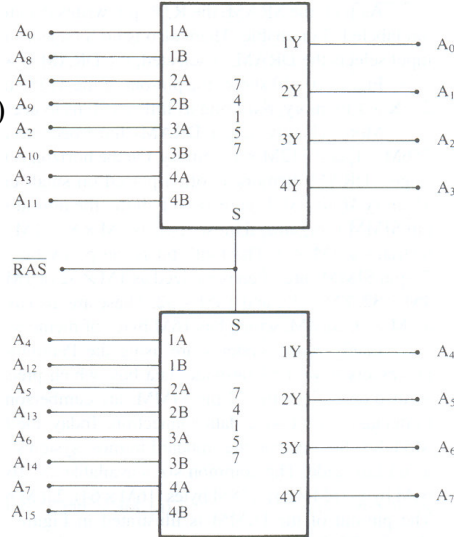 A₀ 1A 1Y A₀
A₈ 1B
A₁ 2A 2Y A₁
A₉ 2B
A₂ 3A 3Y A₂
A₁₀ 3B
A₃ 4A 4Y A₃
A₁₁ 4B
7
4
1
5
7
S
)
RAS
S
A₄ 1A 1Y A₄
A₁₂ 1B
A₅ 2A 2Y A₅
A₁₃ 2B
A₆ 3A 3Y A₆
A₁₄ 3B
A₇ 4A 4Y A₇
A₁₅ 4B
7
4
1
5
7